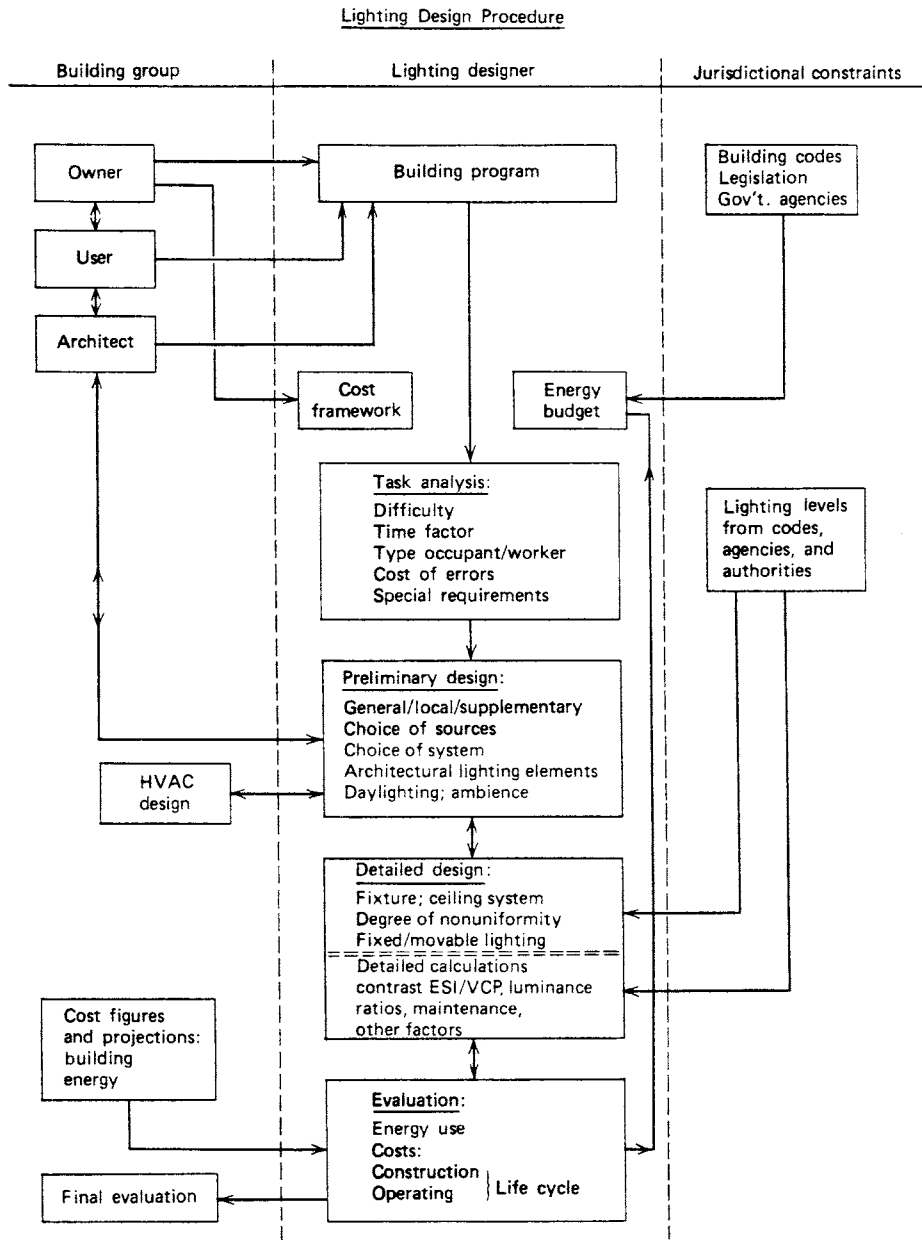 Lighting Design Procedure
Building group
Lighting designer
Jurisdictional constraints
Owner
Building program
Building codes
Legislation
Gov't. agencies
User
Architect
Cost
framework
Energy
budget
Task analysis:
Difficulty
Time factor
Type occupant/worker
Cost of errors
Special requirements
Lighting levels
from codes,
agencies, and
authorities
Preliminary design:
General/local/supplementary
Choice of sources
Choice of system
Architectural lighting elements
Daylighting; ambience
HVAC
design
Detailed design:
Fixture; ceiling system
Degree of nonuniformity
Fixed/movable lighting
Detailed calculations
contrast ESI/VCP, luminance
ratios, maintenance,
other factors
Cost figures
and projections:
building
energy
Evaluation:
Energy use
Costs:
Construction
Operating
Life cycle
Final evaluation